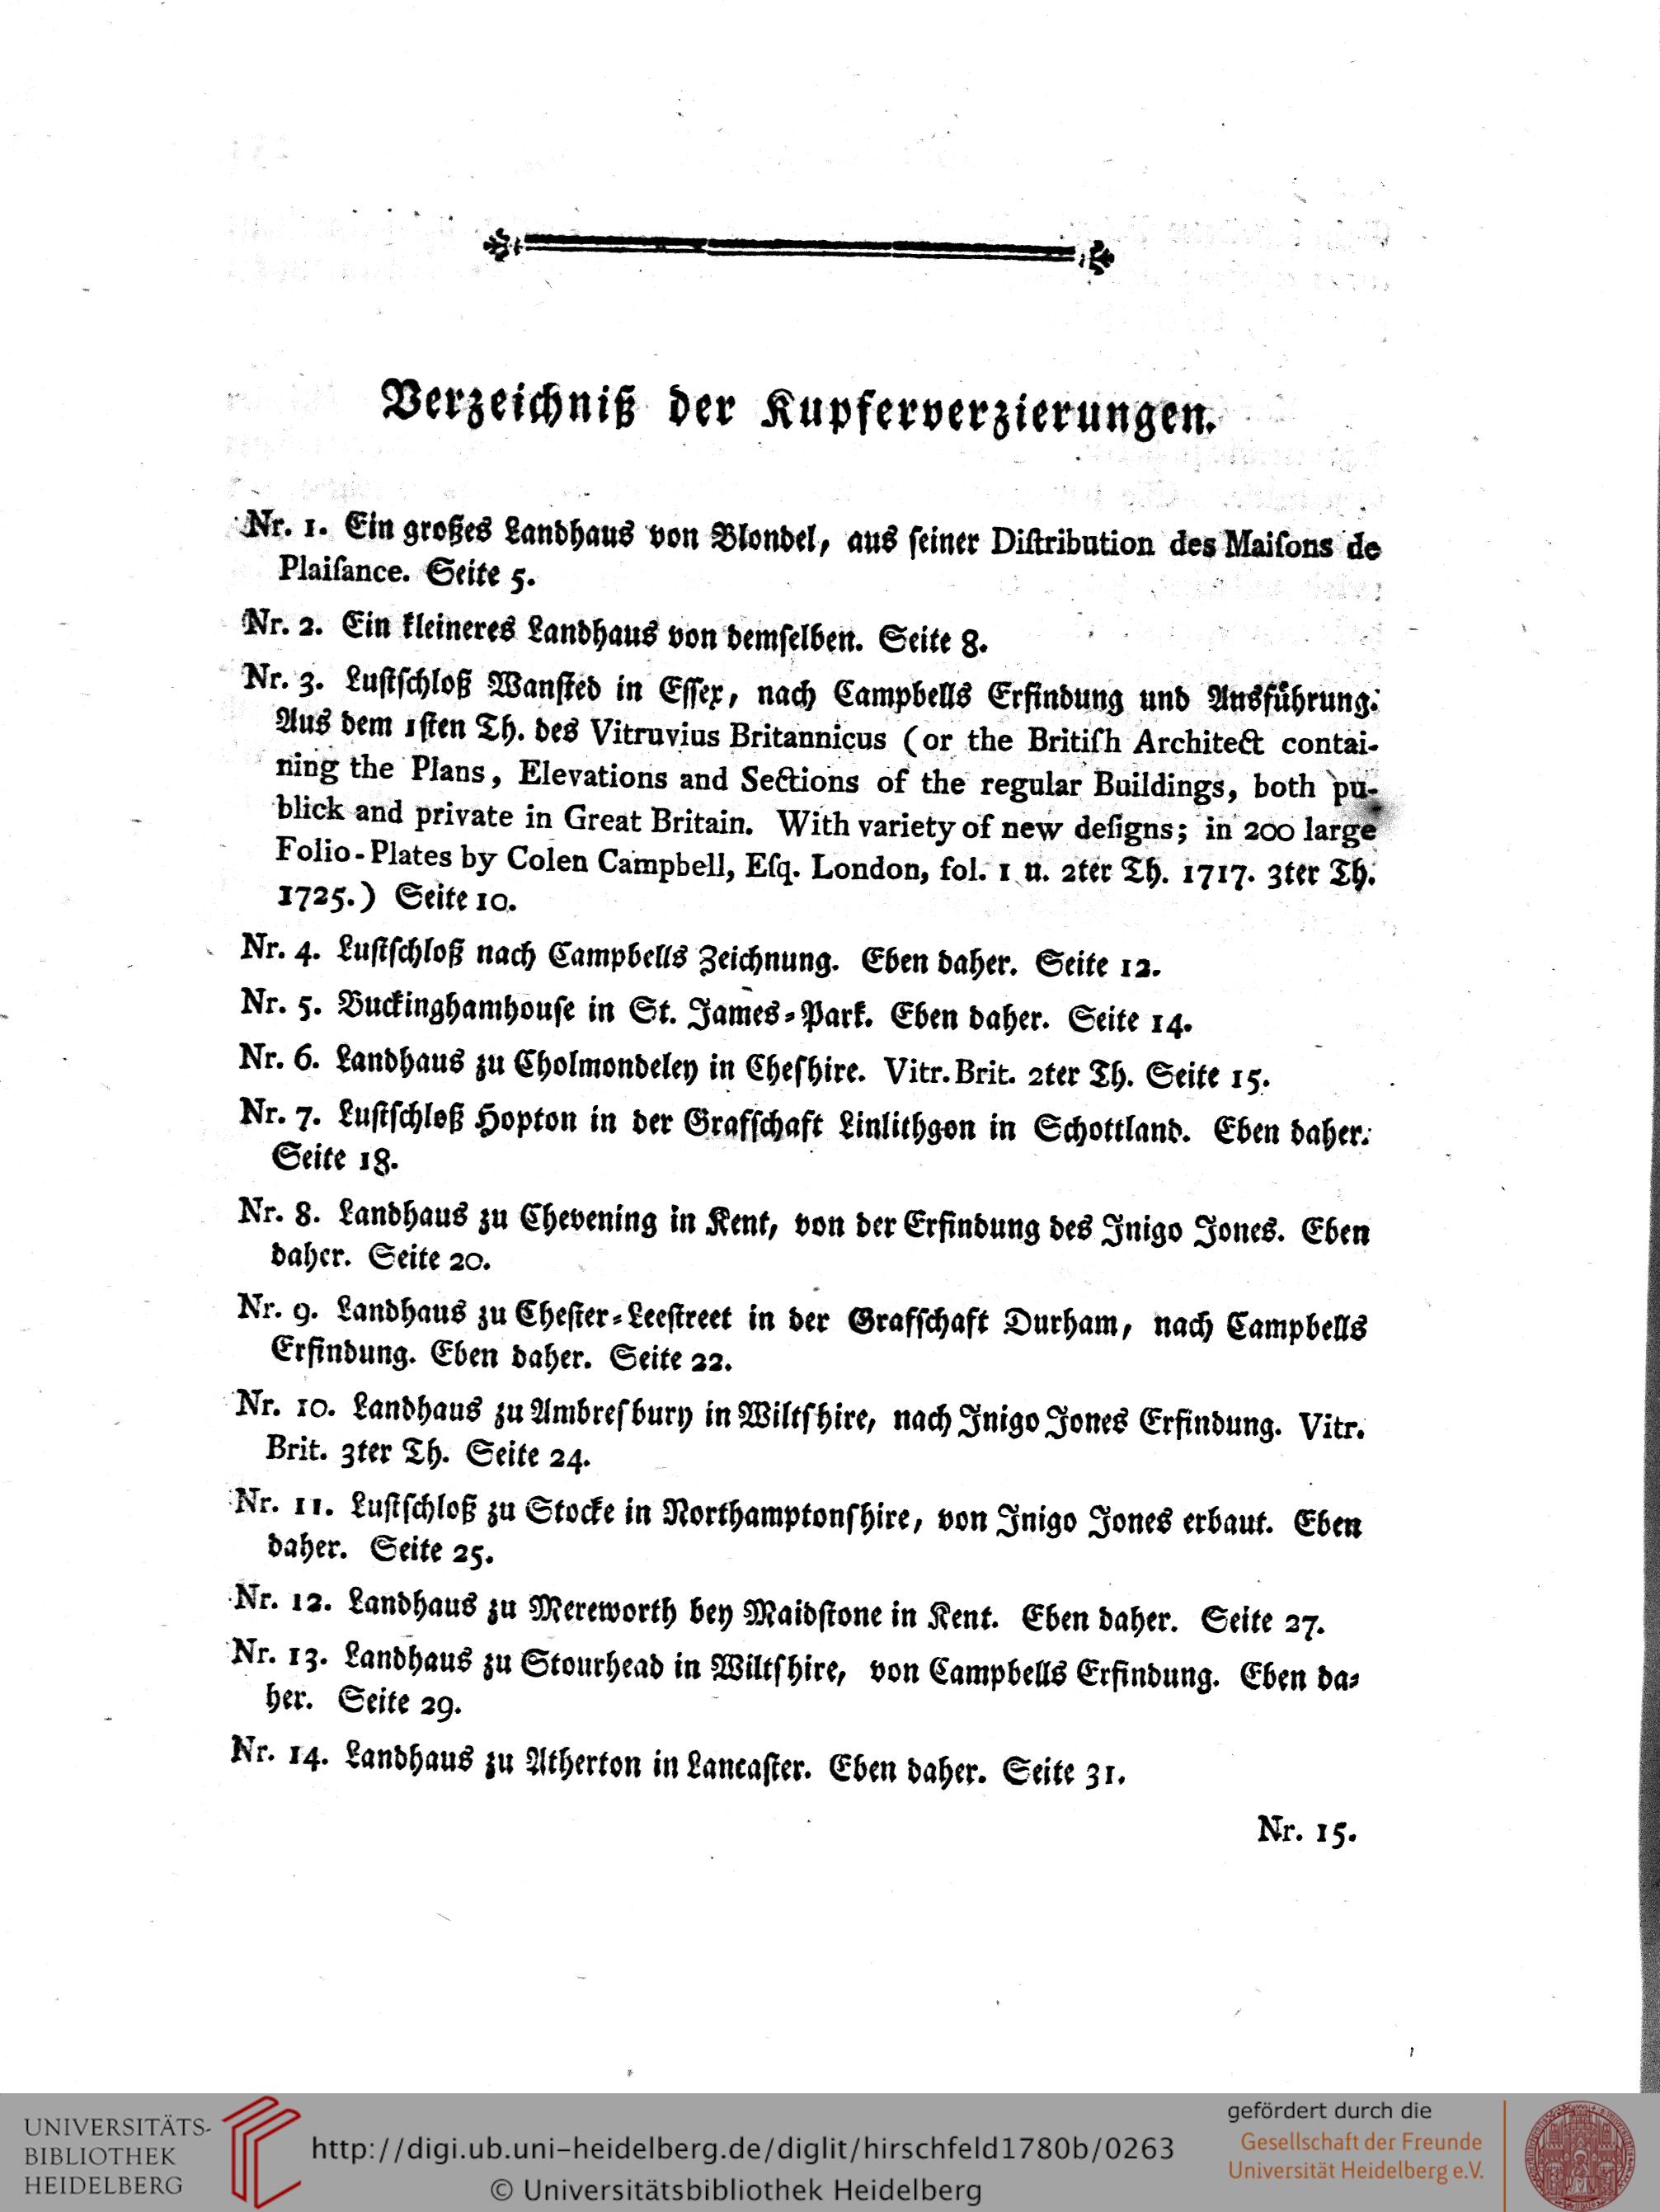 Verzeichniß der Kupferverzierungen.
Nr. 1. Ein großes Landhaus von Blondel, aus seiner Diſtribution des Maiſons de
Plaiſance. Seite 5.
Nr. 2. Ein kleineres Landhaus von demſelben. Seite 8.
Nr. 3. Luſtſchloß Wanſted in Eſſex, nach Campbells Erfindung und Ausführung.
Aus dem 1ſten Th. des Vitruvius Britannicus (or the Britiſh Architect contai-
ning the Plans, Elevations and Sections of the regular Buildings, both pu-
blick and private in Great Britain. With variety of new deſigns; in 200 large
Folio-Plates by Colen Campbell, Eſq. London, fol. 1 u. 2ter Th. 1717. 3ter Th.
1725.) Seite 10.
Nr. 4. Luſtſchloß nach Campbells Zeichnung. Eben daher. Seite 12.
Nr. 5. Buckinghamhouſe in St. James-Park. Eben daher. Seite 14.
Nr. 6. Landhaus zu Cholmondeley in Cheſhire. Vitr. Brit. 2ter Th. Seite 15.
Nr. 7. Luſtſchloß Hopton in der Grafſchaft Linlithgon in Schottland. Eben daher.
Seite 18.
Nr. 8. Landhaus zu Chevening in Kent, von der Erfindung des Inigo Jones. Eben
daher. Seite 20.
Nr. 9. Landhaus zu Cheſter-Leeſtreet in der Grafſchaft Durham, nach Campbells
Erfindung. Eben daher. Seite 22.
Nr. 10. Landhaus zu Ambresbury in Wiltſhire, nach Inigo Jones Erfindung. Vitr.
Brit. 3ter Th. Seite 24.
Nr. 11. Luſtſchloß zu Stocke in Northamptonſhire, von Inigo Jones erbaut. Eben
daher. Seite 25.
Nr. 12. Landhaus zu Mereworth bey Maidſtone in Kent. Eben daher. Seite 27.
Nr. 13. Landhaus zu Stourhead in Wiltſhire, von Campbells Erfindung. Eben da-
her. Seite 29.
Nr. 14. Landhaus zu Atherton in Lancaſter. Eben daher. Seite 31.
Nr. 15.
UNIVERSITÄTS-
BIBLIOTHEK
HEIDELBERG
http://digi.ub.uni-heidelberg.de/diglit/hirschfeld1780b/0263
© Universitätsbibliothek Heidelberg
gefördert durch die
Gesellschaft der Freunde
Universität Heidelberg e.V.